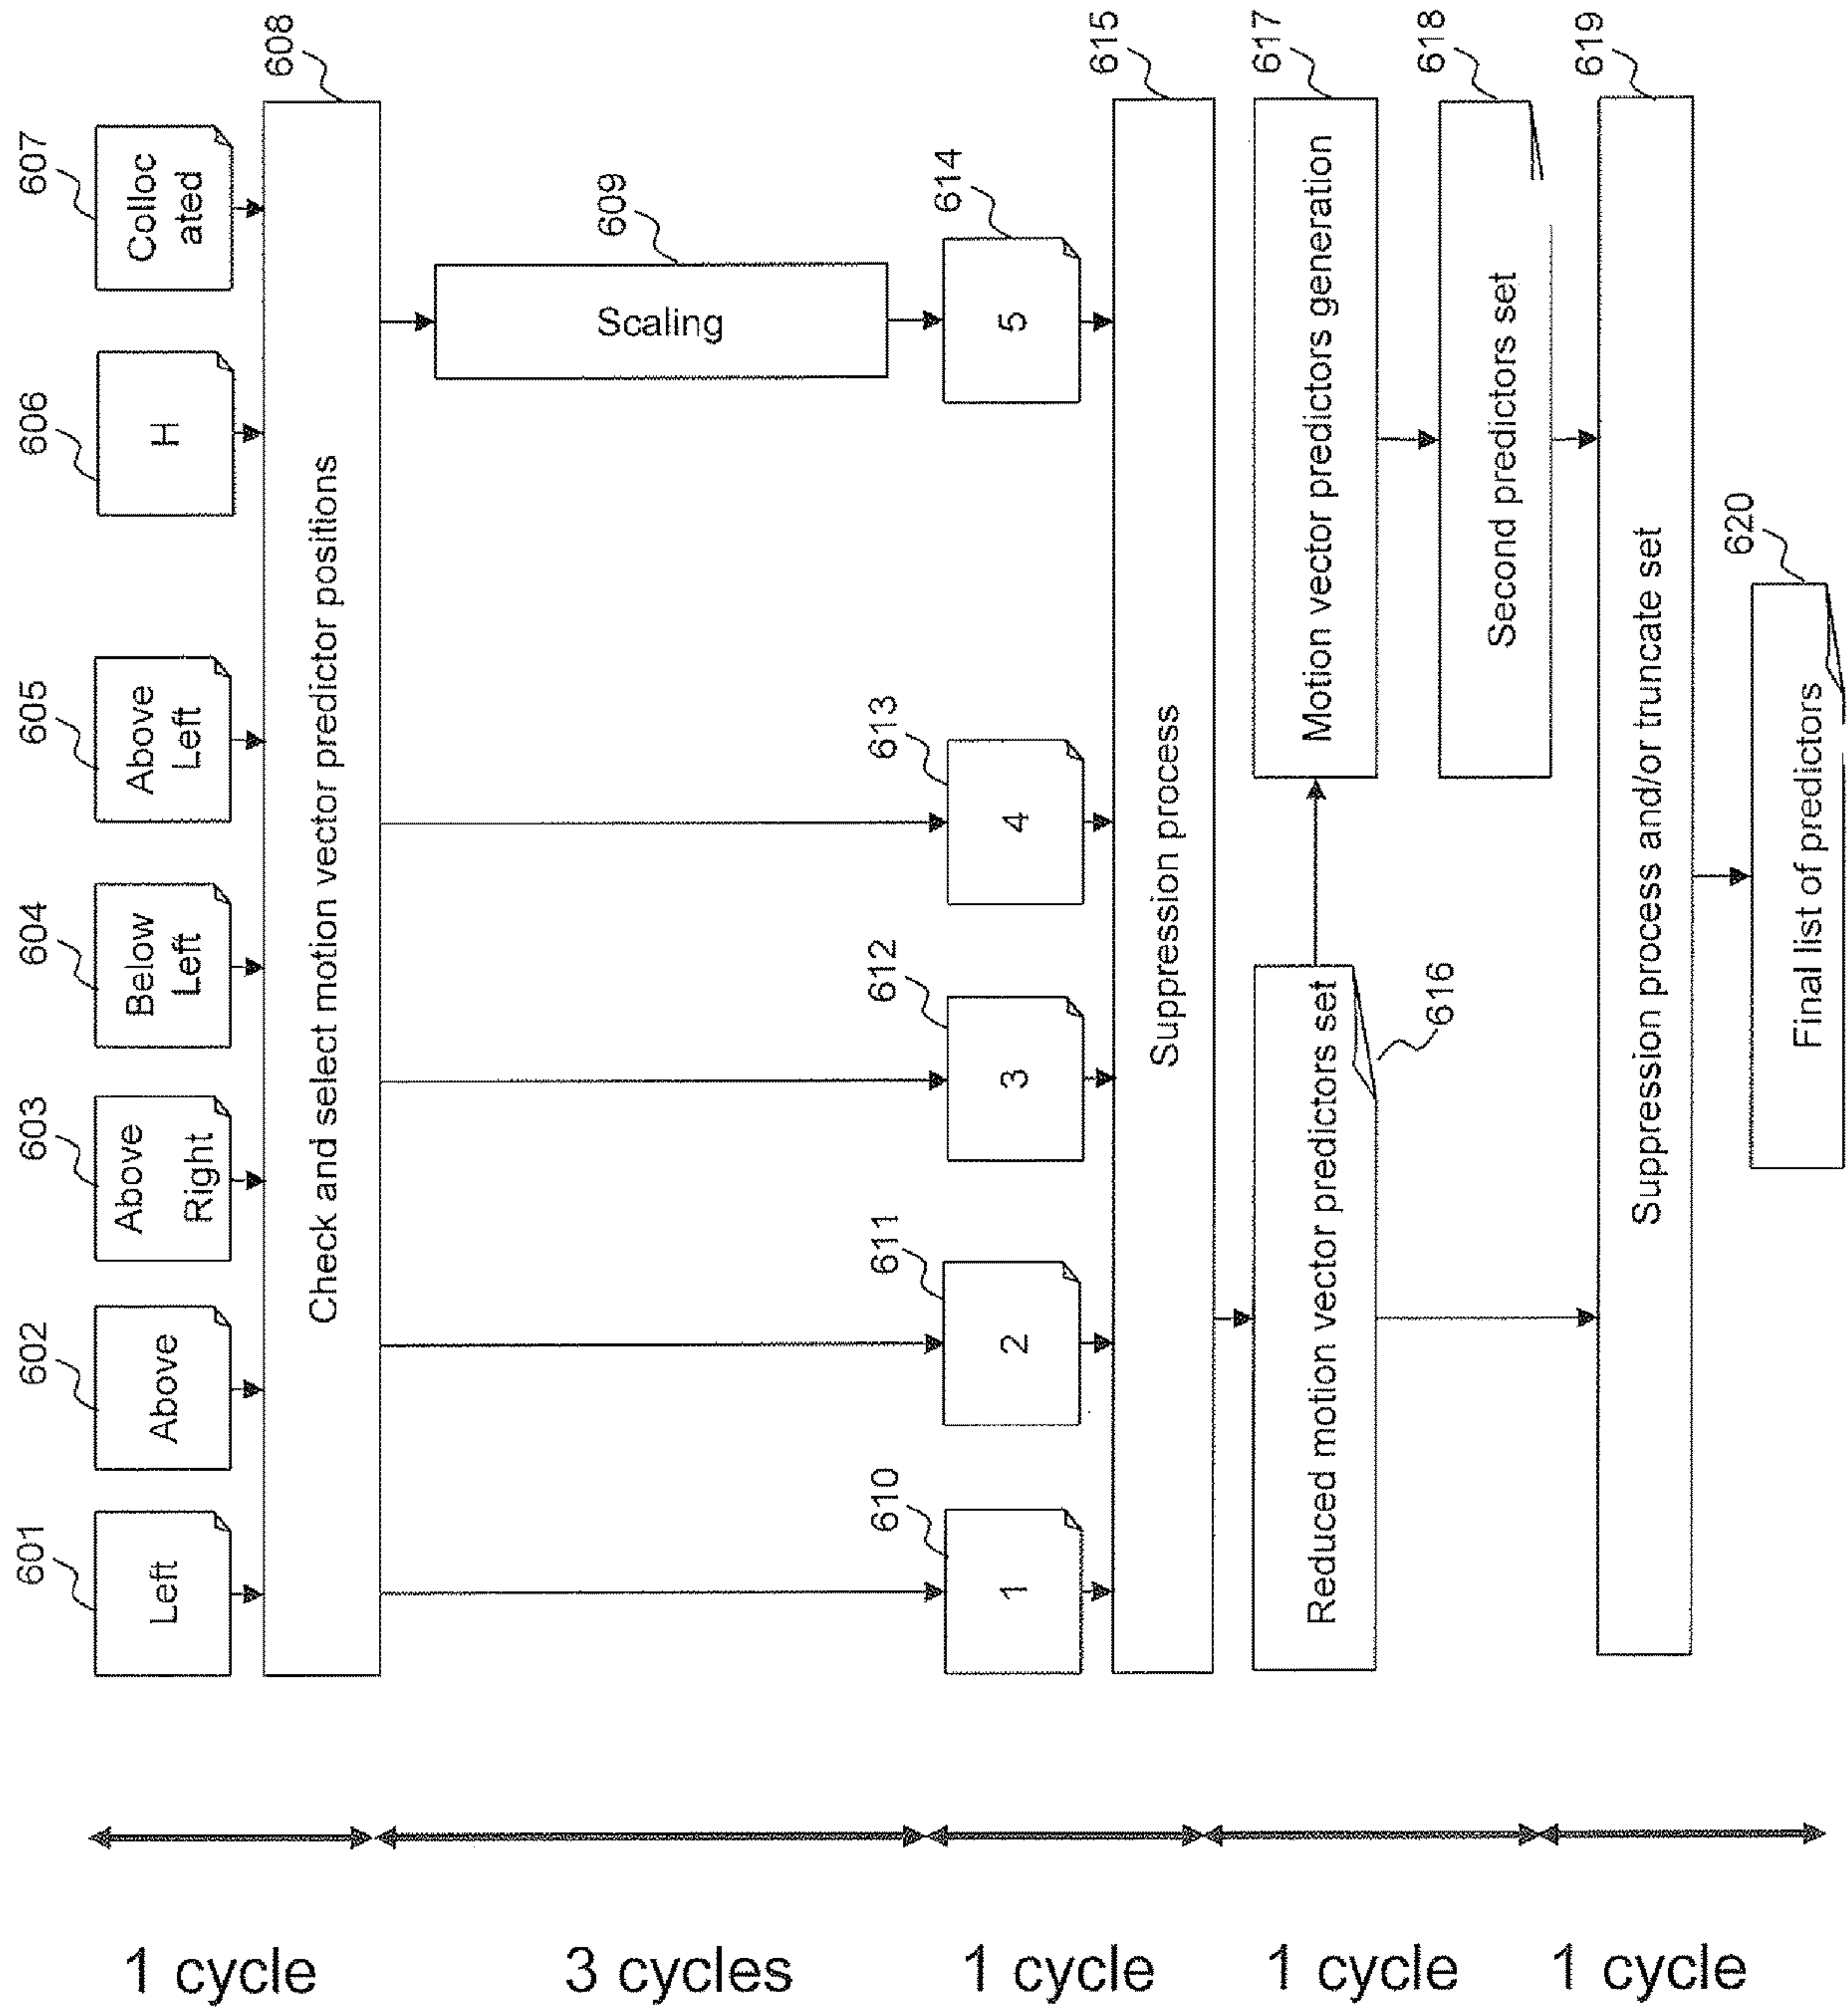 601
602
603
604
605
606
607
Left
Above
Above
Right
Below
Left
Above
Left
H
Colloc
ated
608
Check and select motion vector predictor positions
609
Scaling
610
611
612
613
614
1
2
3
4
5
615
Suppression process
616
Reduced motion vector predictors set
617
Motion vector predictors generation
618
Second predictors set
619
Suppression process and/or truncate set
620
Final list of predictors
1 cycle
3 cycles
1 cycle
1 cycle
1 cycle